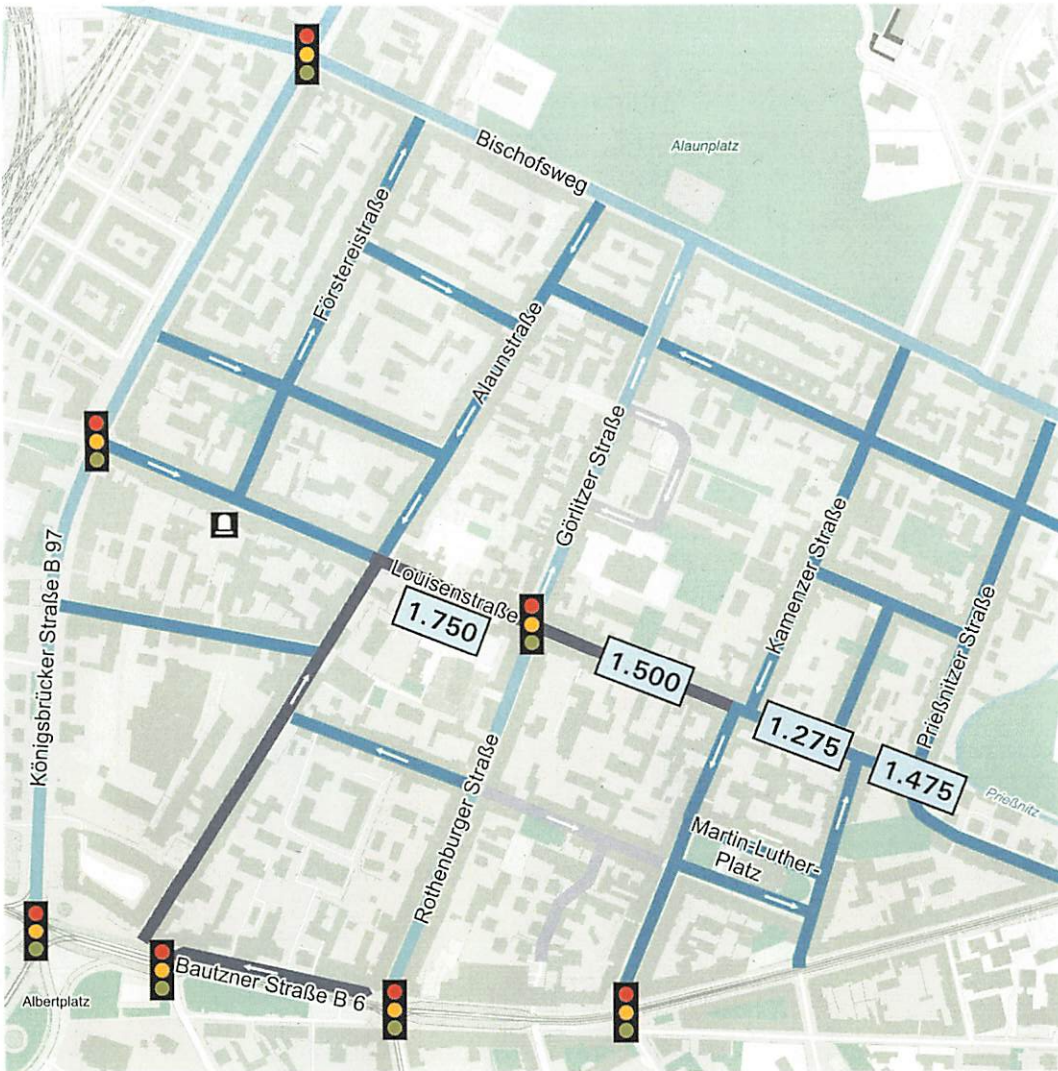 Bischofsweg
Alaunplatz
Förstereistraße
Alaunstraße
Görlitzer Straße
Kamenzer Straße
Prießnitzer Straße
Königsbrücker Straße B 97
Louisenstraße
1.750
1.500
1.275
1.475
Prießnitz
Rothenburger Straße
Martin-Luther-
Platz
Bautzner Straße B 6
Albertplatz